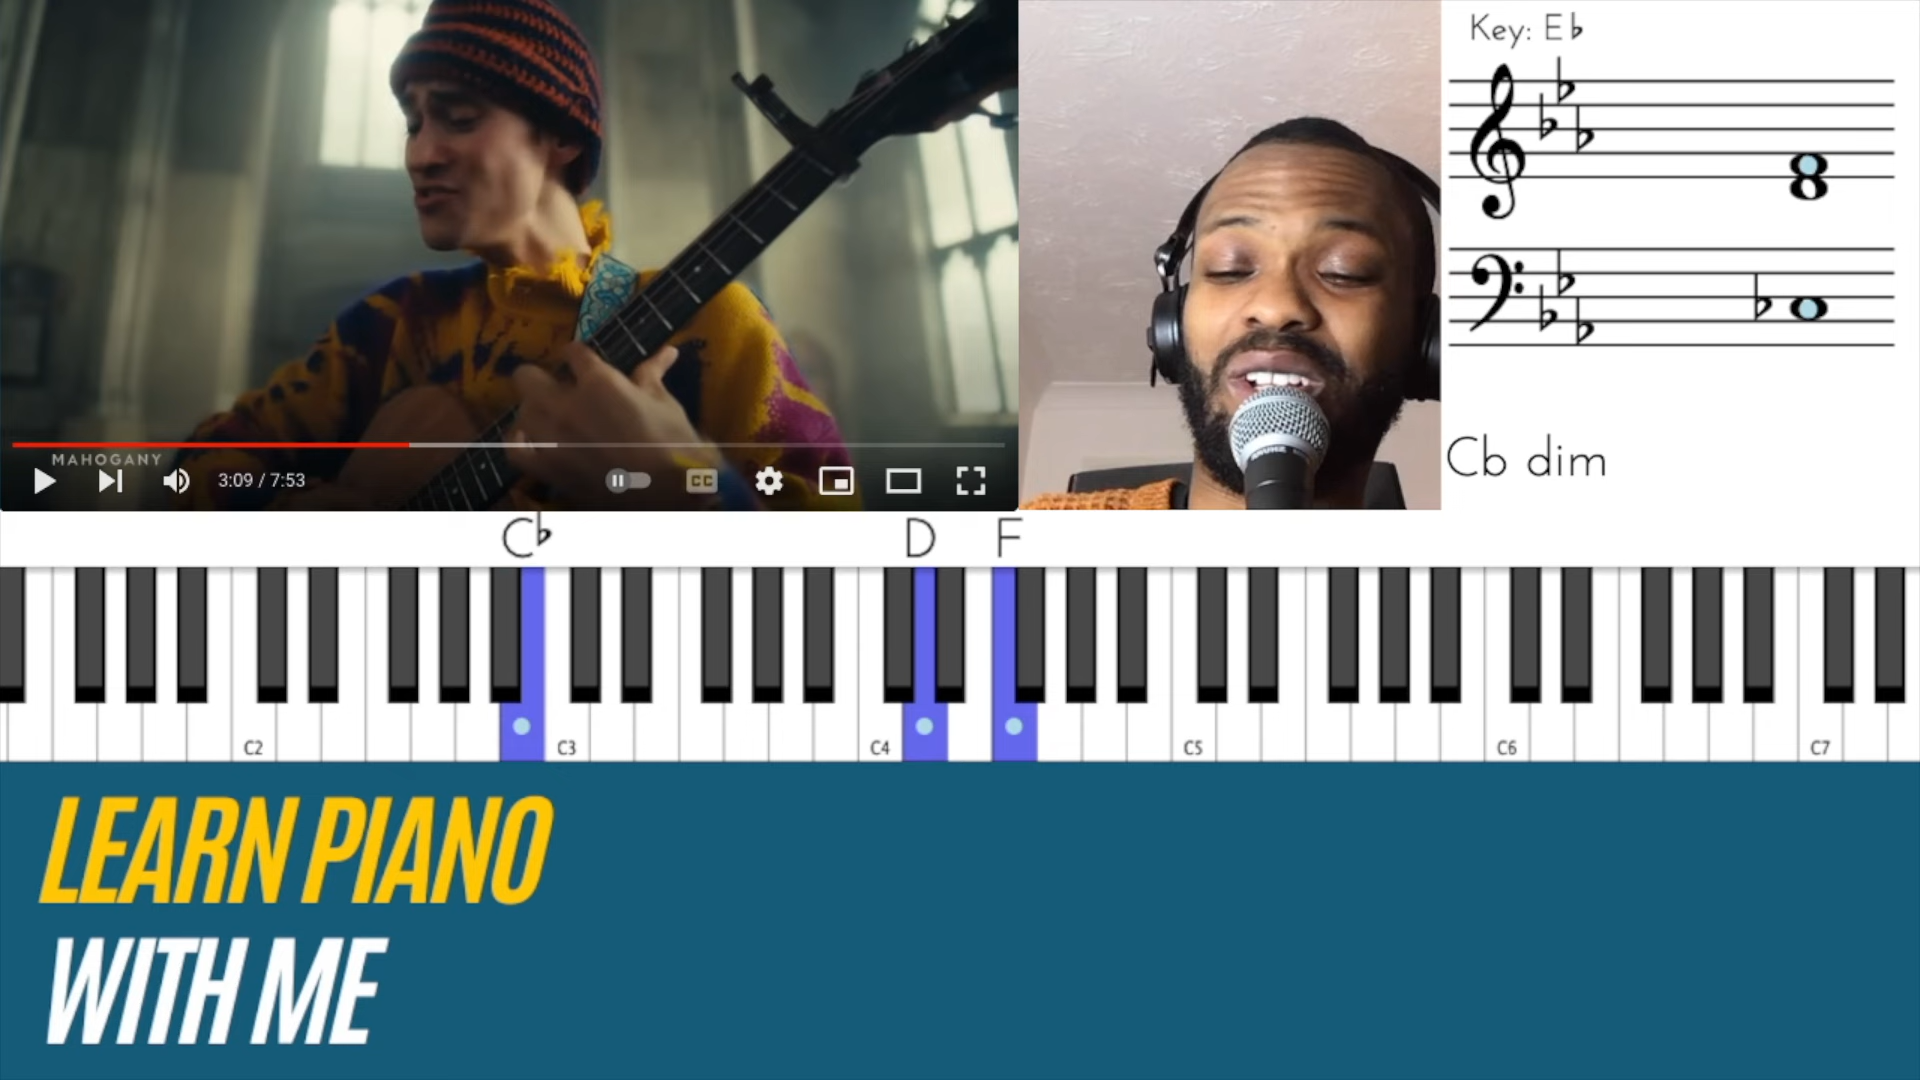 Key: E♭
MAHOGANY
3:09 / 7:53
CC
SHURE
Cb dim
C♭ D F
C2 C3 C4 C5 C6 C7
LEARN PIANO
WITH ME